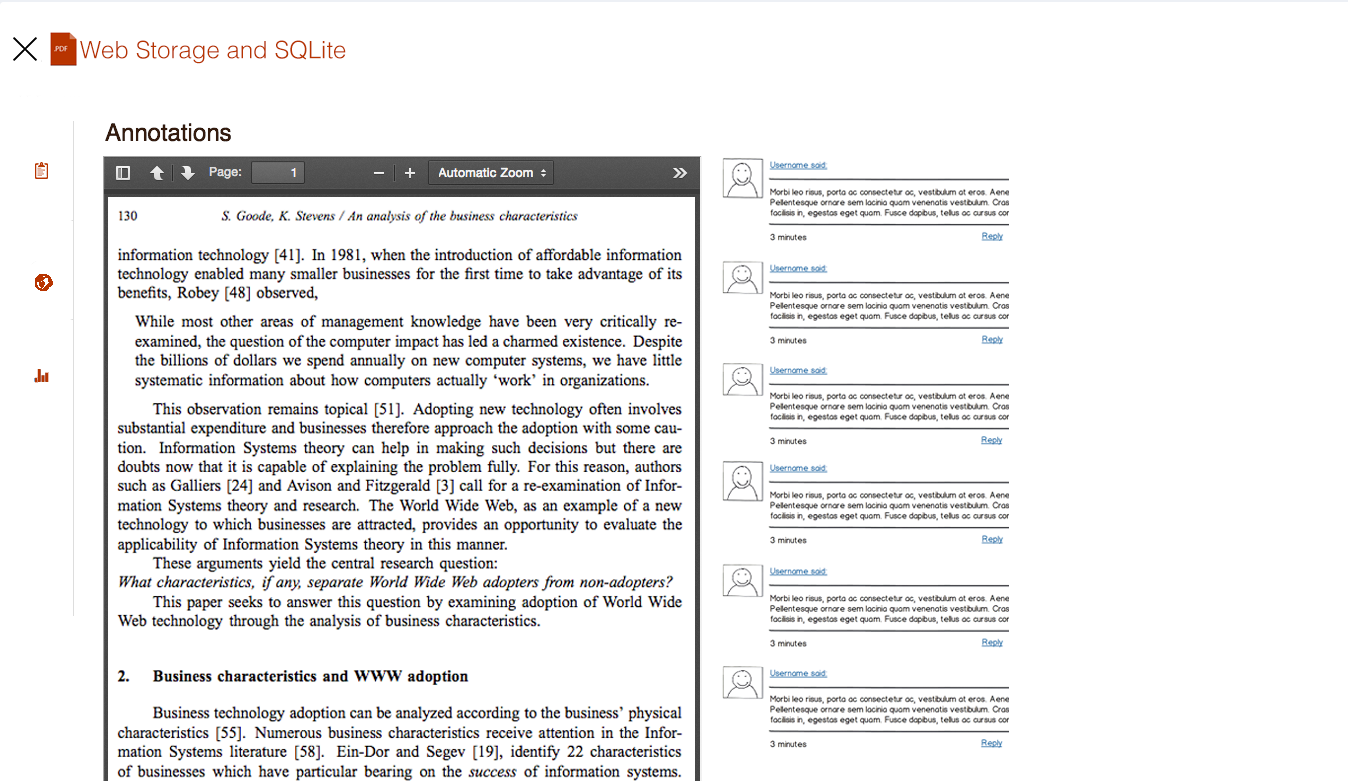 PDF Web Storage and SQLite
Annotations
Page: 1 Automatic Zoom
130 S. Goode, K. Stevens / An analysis of the business characteristics
information technology [41]. In 1981, when the introduction of affordable information
technology enabled many smaller businesses for the first time to take advantage of its
benefits, Robey [48] observed,
While most other areas of management knowledge have been very critically re-
examined, the question of the computer impact has led a charmed existence. Despite
the billions of dollars we spend annually on new computer systems, we have little
systematic information about how computers actually ‘work’ in organizations.
This observation remains topical [51]. Adopting new technology often involves
substantial expenditure and businesses therefore approach the adoption with some cau-
tion. Information Systems theory can help in making such decisions but there are
doubts now that it is capable of explaining the problem fully. For this reason, authors
such as Galliers [24] and Avison and Fitzgerald [3] call for a re-examination of Infor-
mation Systems theory and research. The World Wide Web, as an example of a new
technology to which businesses are attracted, provides an opportunity to evaluate the
applicability of Information Systems theory in this manner.
These arguments yield the central research question:
What characteristics, if any, separate World Wide Web adopters from non-adopters?
This paper seeks to answer this question by examining adoption of World Wide
Web technology through the analysis of business characteristics.
2. Business characteristics and WWW adoption
Business technology adoption can be analyzed according to the business’ physical
characteristics [55]. Numerous business characteristics receive attention in the Infor-
mation Systems literature [58]. Ein-Dor and Segev [19], identify 22 characteristics
of businesses which have particular bearing on the success of information systems.
Username said:
Morbi leo risus, porta ac consectetur ac, vestibulum at eros. Aene
Pellentesque ornare sem lacinia quam venenatis vestibulum. Cras
facilisis in, egestas eget quam. Fusce dapibus, tellus ac cursus cor
3 minutes Reply
Username said:
Morbi leo risus, porta ac consectetur ac, vestibulum at eros. Aene
Pellentesque ornare sem lacinia quam venenatis vestibulum. Cras
facilisis in, egestas eget quam. Fusce dapibus, tellus ac cursus cor
3 minutes Reply
Username said:
Morbi leo risus, porta ac consectetur ac, vestibulum at eros. Aene
Pellentesque ornare sem lacinia quam venenatis vestibulum. Cras
facilisis in, egestas eget quam. Fusce dapibus, tellus ac cursus cor
3 minutes Reply
Username said:
Morbi leo risus, porta ac consectetur ac, vestibulum at eros. Aene
Pellentesque ornare sem lacinia quam venenatis vestibulum. Cras
facilisis in, egestas eget quam. Fusce dapibus, tellus ac cursus cor
3 minutes Reply
Username said:
Morbi leo risus, porta ac consectetur ac, vestibulum at eros. Aene
Pellentesque ornare sem lacinia quam venenatis vestibulum. Cras
facilisis in, egestas eget quam. Fusce dapibus, tellus ac cursus cor
3 minutes Reply
Username said:
Morbi leo risus, porta ac consectetur ac, vestibulum at eros. Aene
Pellentesque ornare sem lacinia quam venenatis vestibulum. Cras
facilisis in, egestas eget quam. Fusce dapibus, tellus ac cursus cor
3 minutes Reply